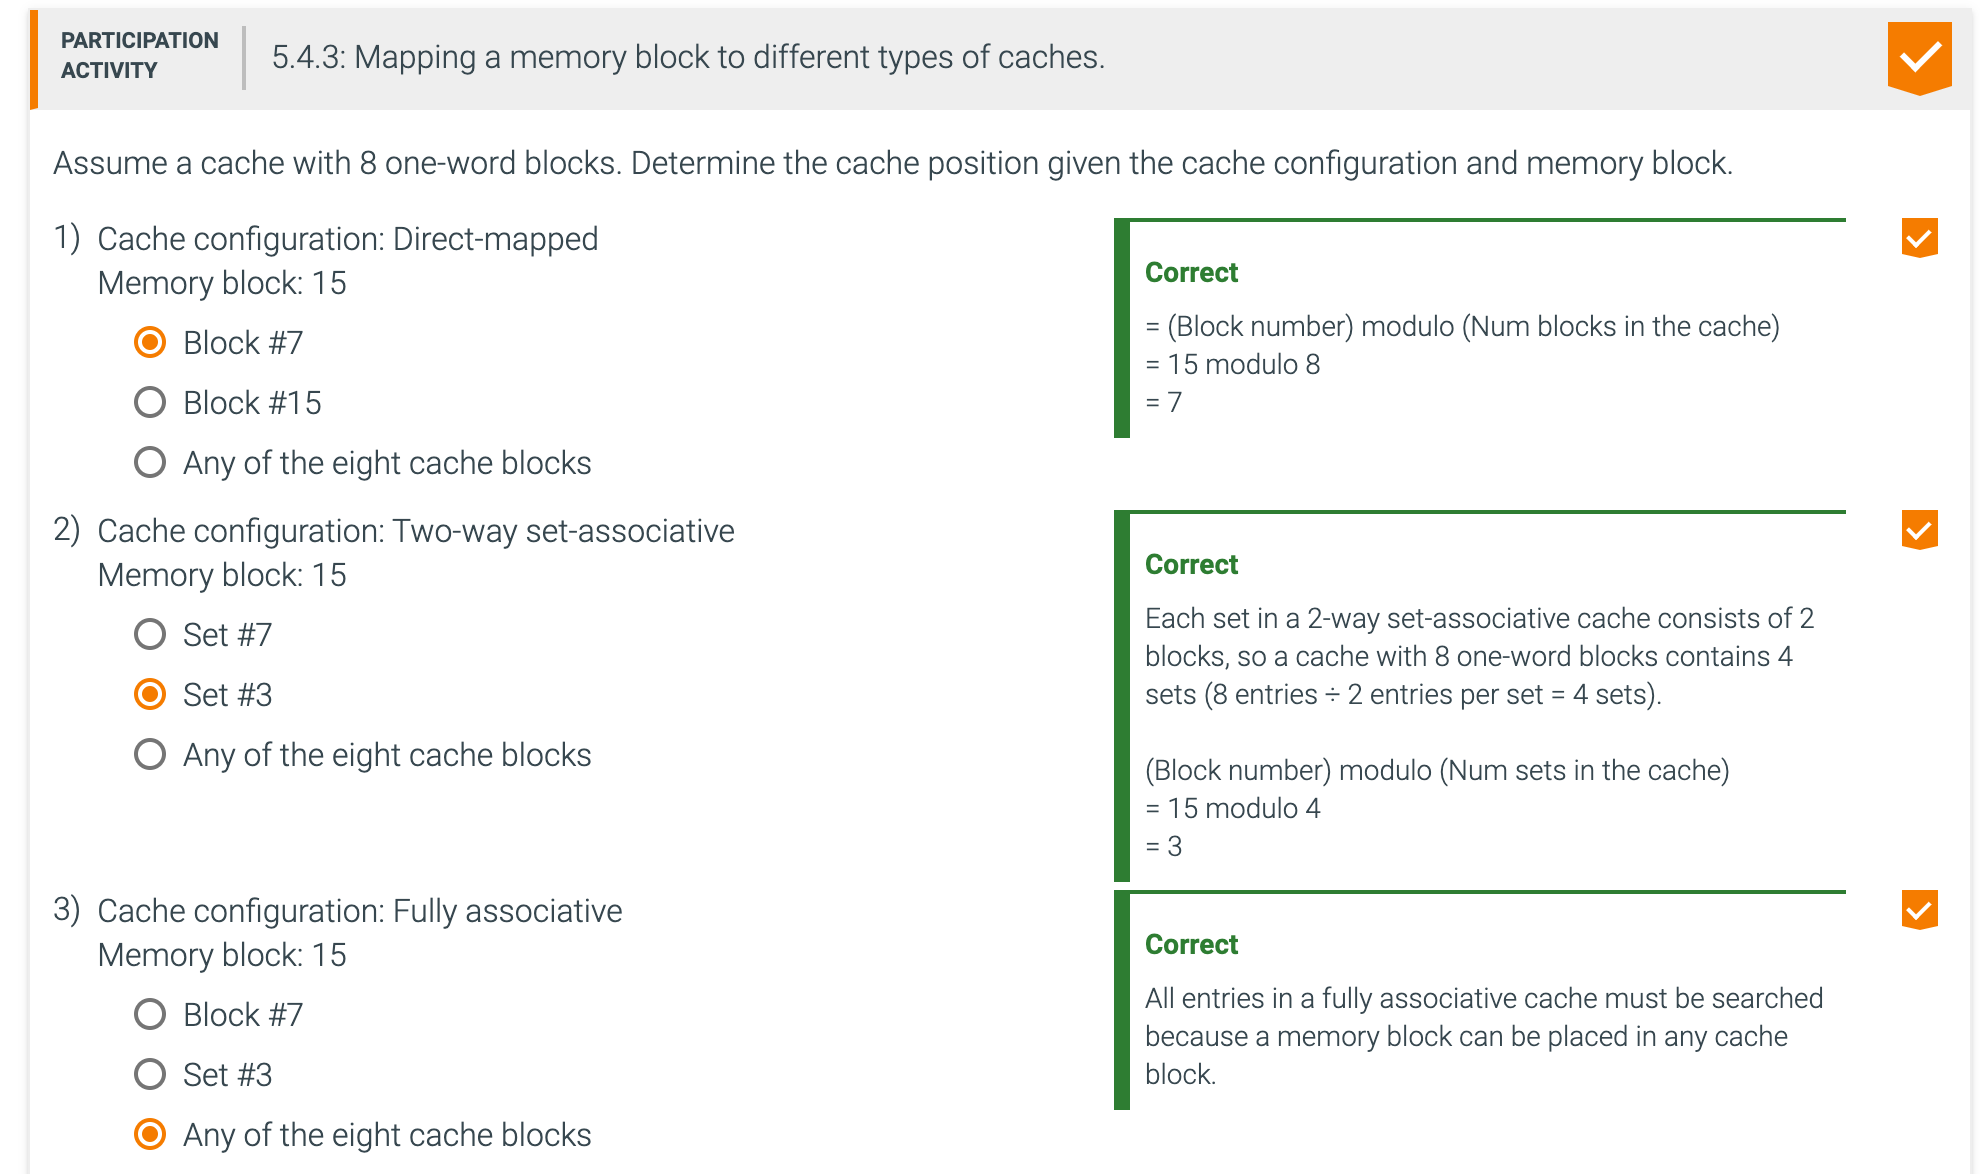 PARTICIPATION
ACTIVITY
5.4.3: Mapping a memory block to different types of caches.
Assume a cache with 8 one-word blocks. Determine the cache position given the cache configuration and memory block.
1) Cache configuration: Direct-mapped
Memory block: 15
Block #7
Block #15
Any of the eight cache blocks
Correct
= (Block number) modulo (Num blocks in the cache)
= 15 modulo 8
= 7
2) Cache configuration: Two-way set-associative
Memory block: 15
Set #7
Set #3
Any of the eight cache blocks
Correct
Each set in a 2-way set-associative cache consists of 2
blocks, so a cache with 8 one-word blocks contains 4
sets (8 entries ÷ 2 entries per set = 4 sets).
(Block number) modulo (Num sets in the cache)
= 15 modulo 4
= 3
3) Cache configuration: Fully associative
Memory block: 15
Block #7
Set #3
Any of the eight cache blocks
Correct
All entries in a fully associative cache must be searched
because a memory block can be placed in any cache
block.